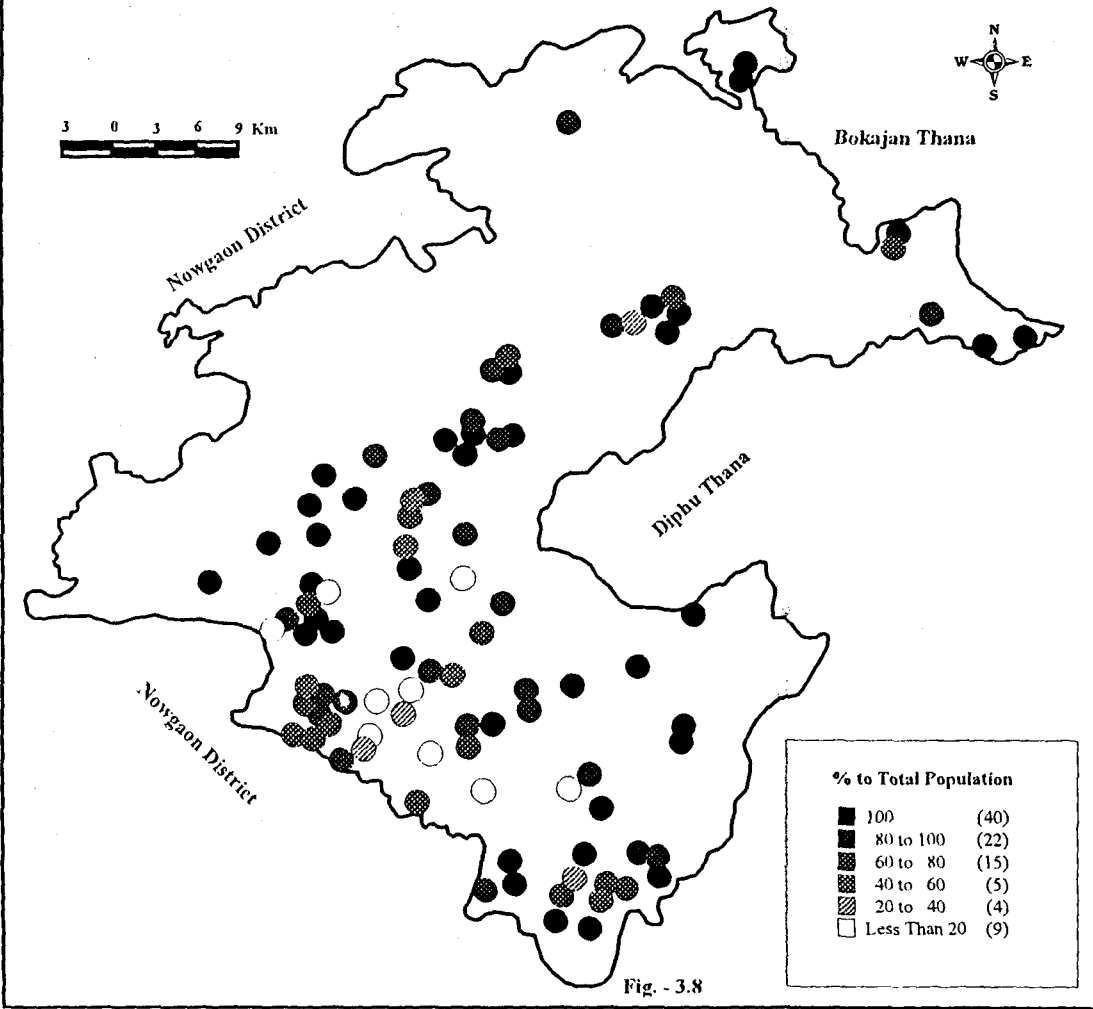 N
W E
S
3 0 3 6 9 Km
Bokajan Thana
Nowgaon District
Diphu Thana
Nowgaon District
% to Total Population
100 (40)
80 to 100 (22)
60 to 80 (15)
40 to 60 (5)
20 to 40 (4)
Less Than 20 (9)
Fig. - 3.8